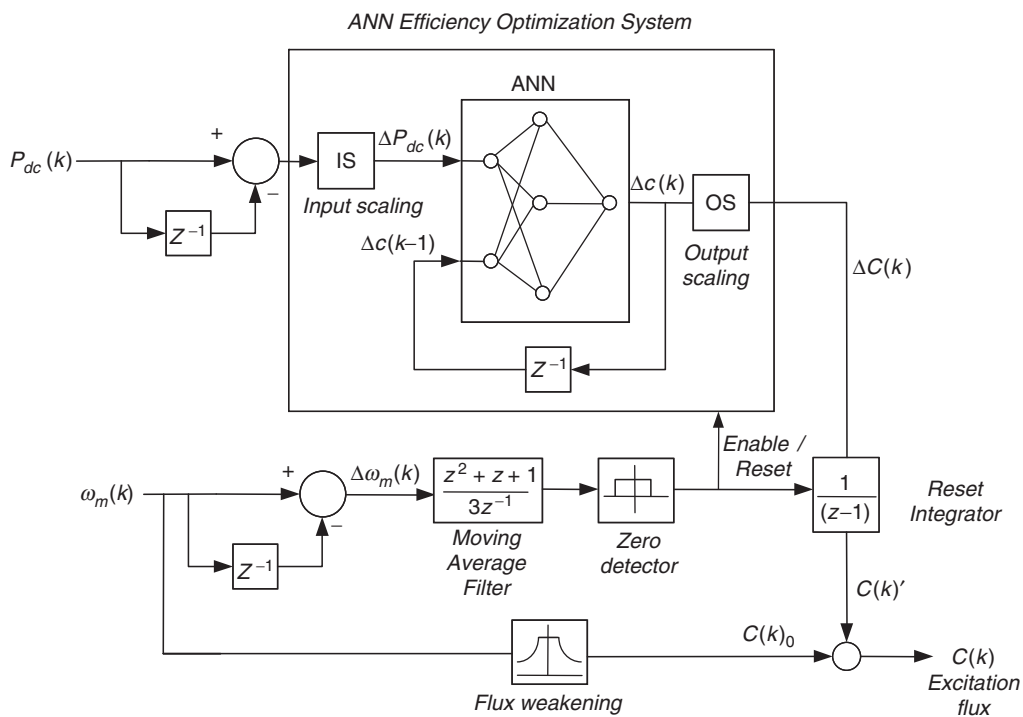 ANN Efficiency Optimization System
ANN
+
P_dc(k)
IS
ΔP_dc(k)
−
Input scaling
Δc(k)
OS
Z⁻¹
Δc(k−1)
Output
scaling
ΔC(k)
Z⁻¹
Enable /
Reset
+
ω_m(k)
Δω_m(k)
z² + z + 1
3z⁻¹
1
(z−1)
Reset
Integrator
−
Moving
Average
Filter
Zero
detector
Z⁻¹
C(k)′
C(k)₀
C(k)
Excitation
flux
Flux weakening